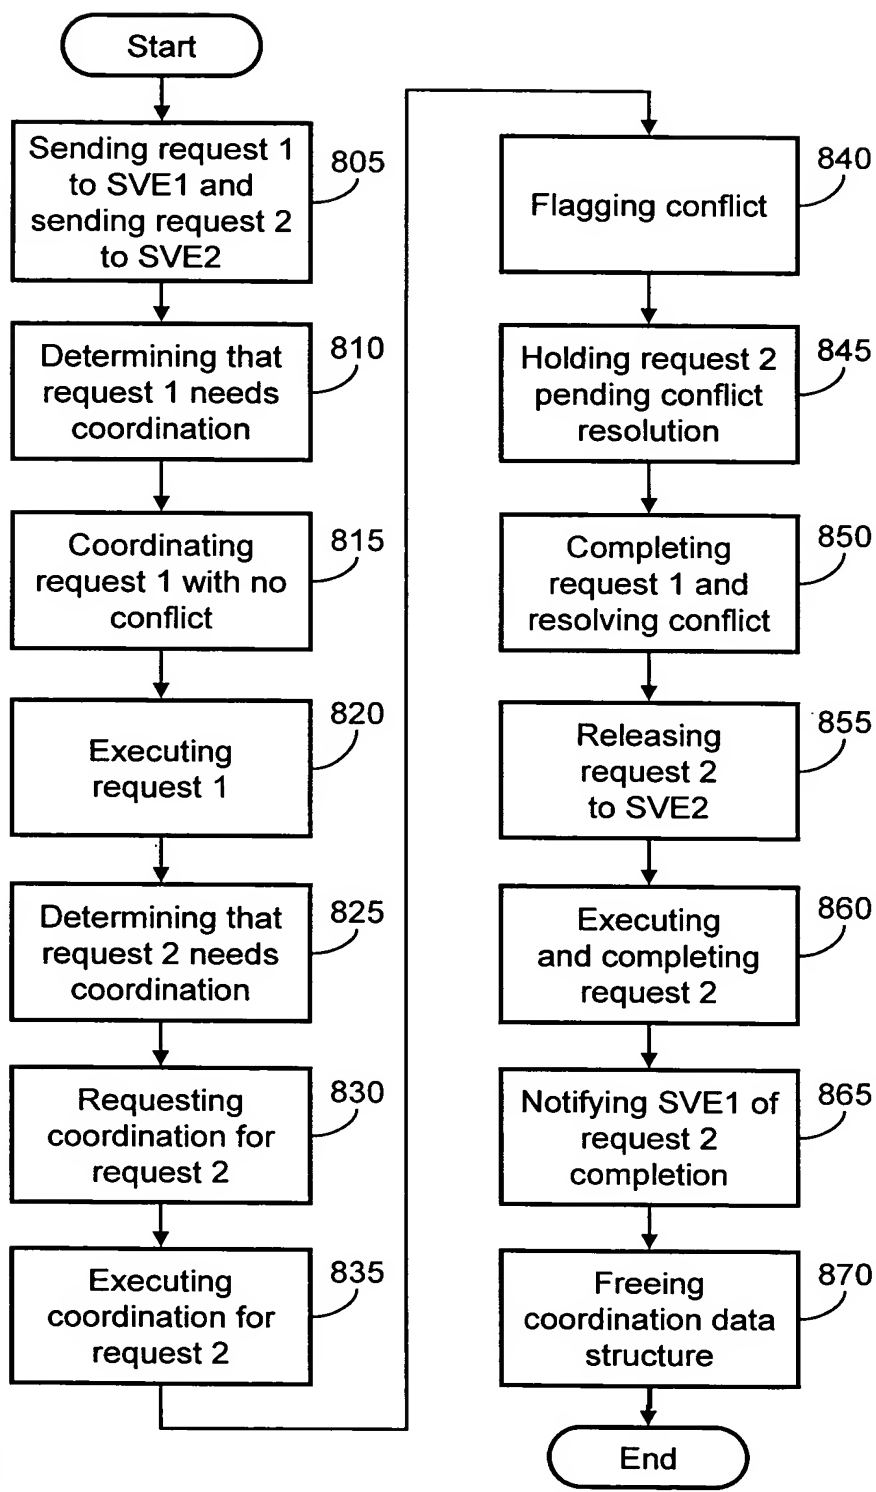 Start
Sending request 1
to SVE1 and
sending request 2
to SVE2
805
Determining that
request 1 needs
coordination
810
Coordinating
request 1 with no
conflict
815
Executing
request 1
820
Determining that
request 2 needs
coordination
825
Requesting
coordination for
request 2
830
Executing
coordination for
request 2
835
Flagging conflict
840
Holding request 2
pending conflict
resolution
845
Completing
request 1 and
resolving conflict
850
Releasing
request 2
to SVE2
855
Executing
and completing
request 2
860
Notifying SVE1 of
request 2
completion
865
Freeing
coordination data
structure
870
End